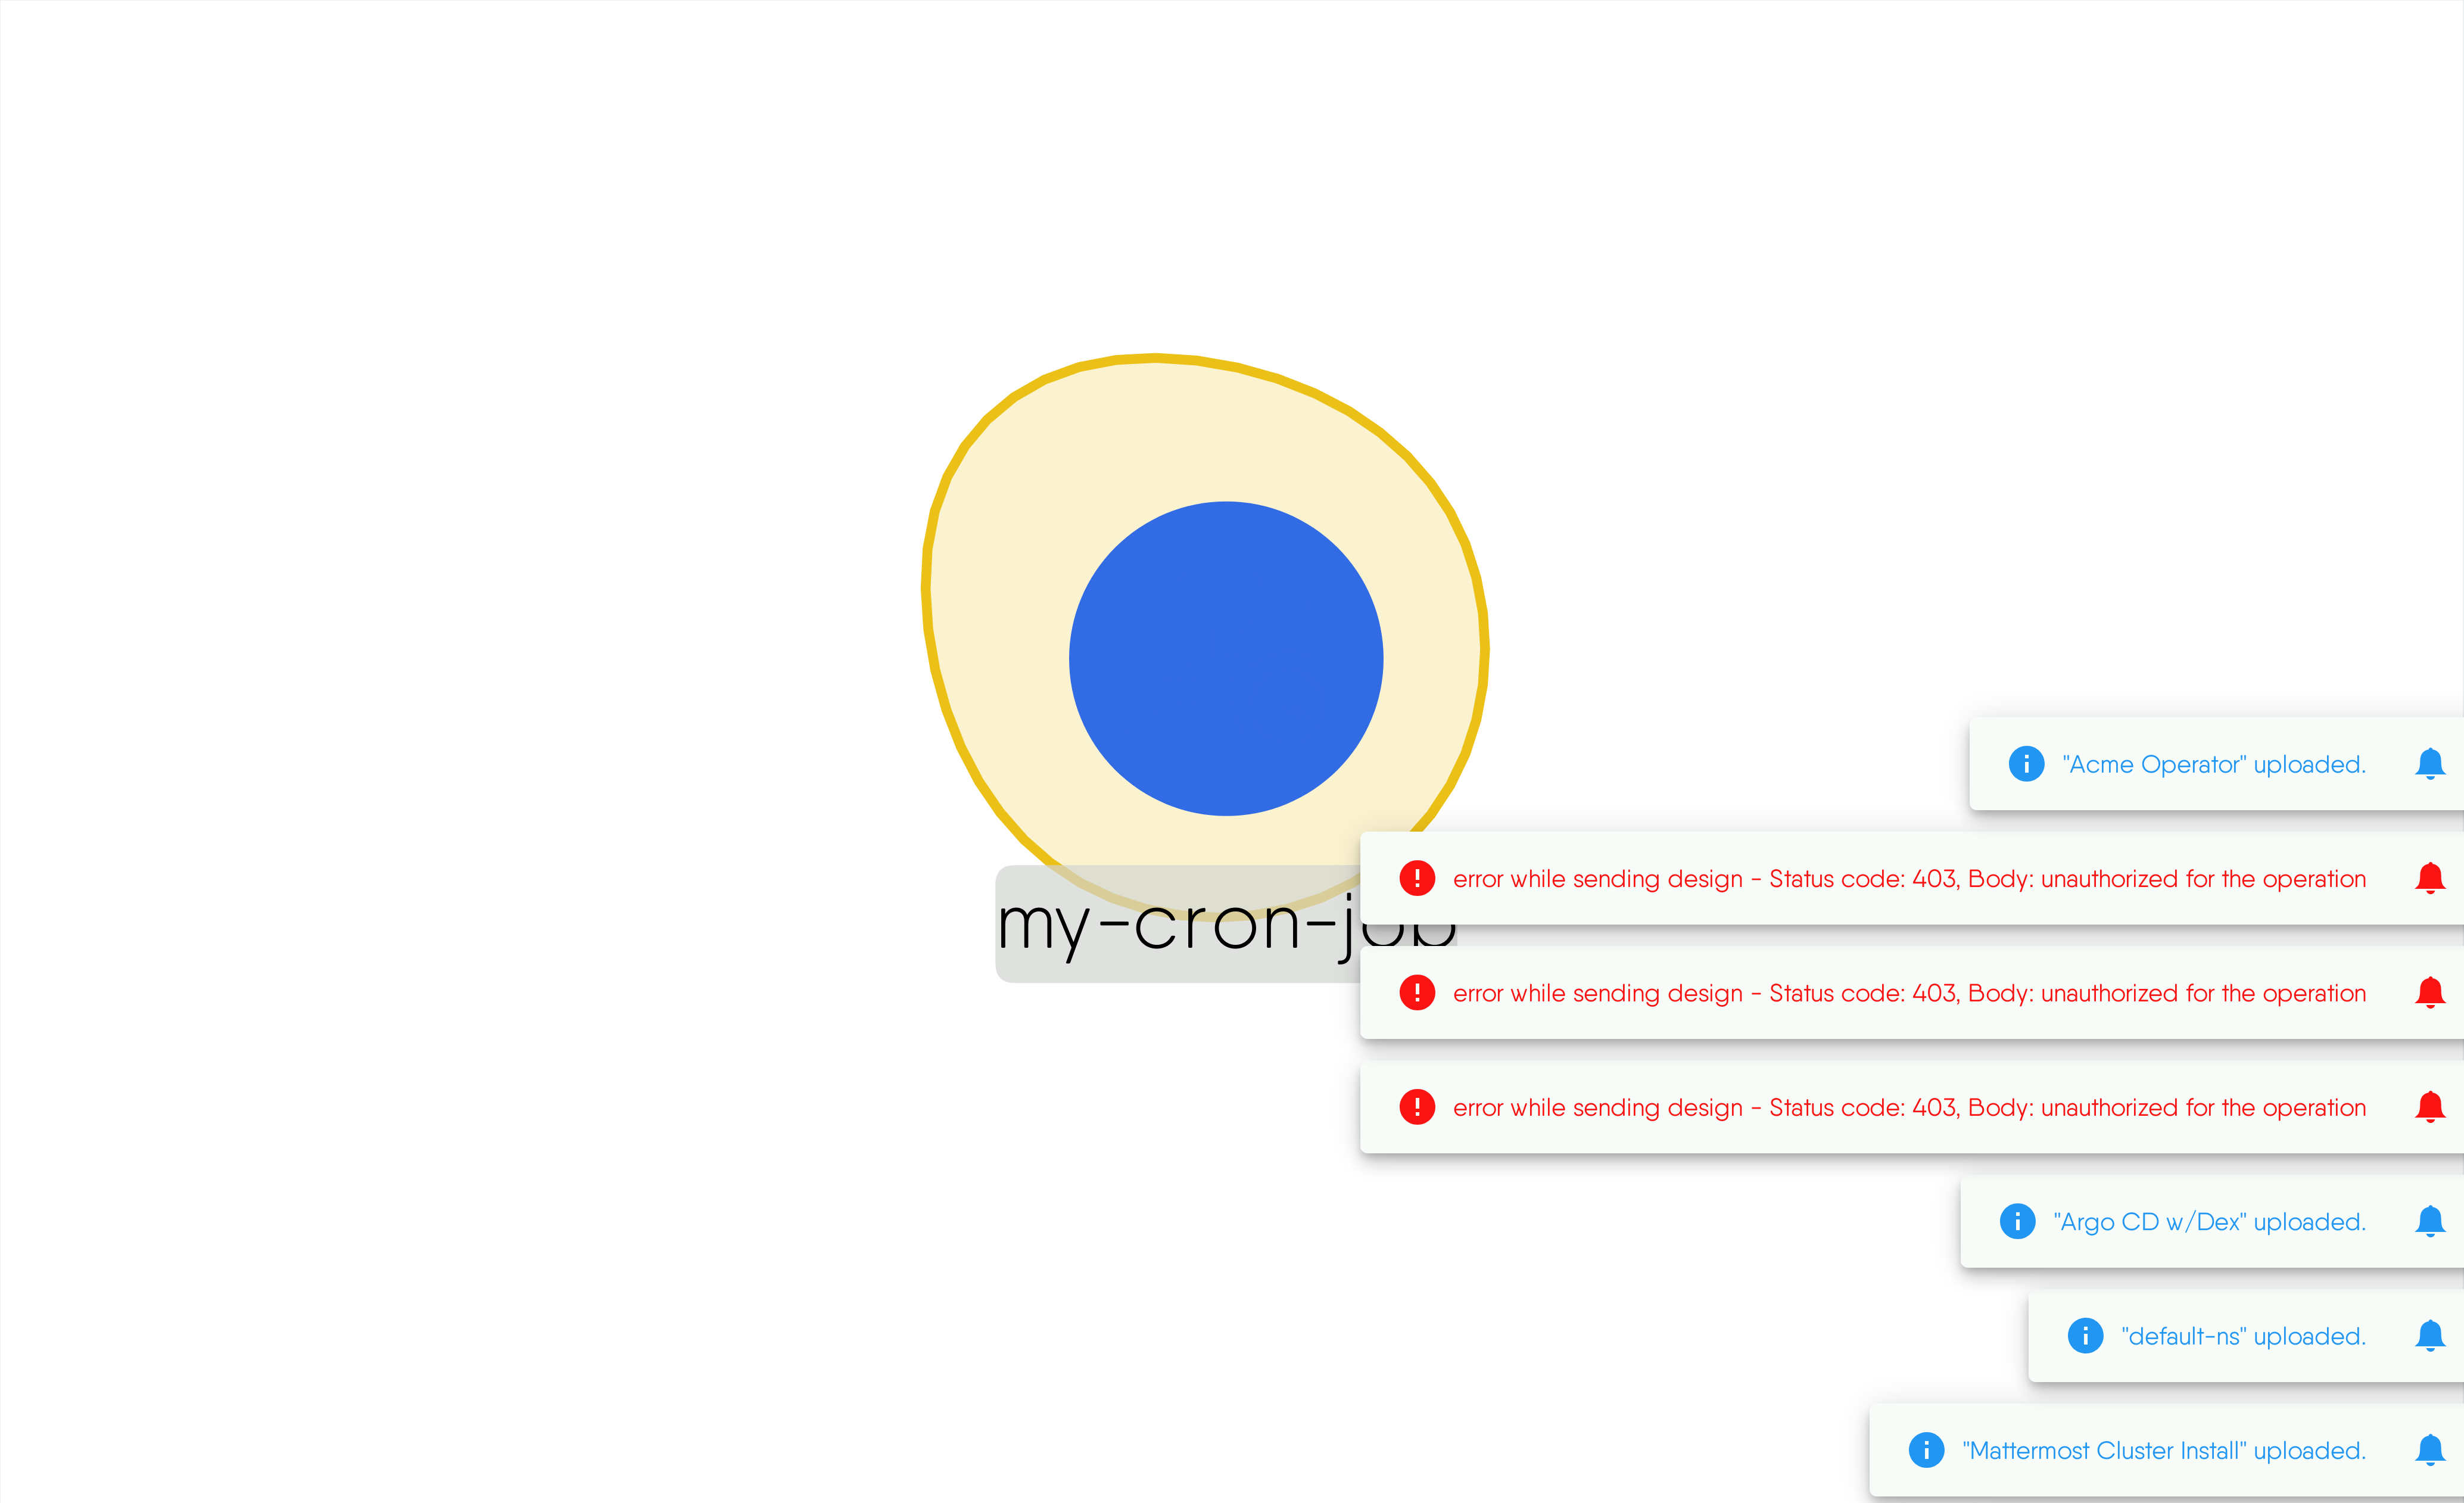 "Acme Operator" uploaded.
error while sending design - Status code: 403, Body: unauthorized for the operation
my-cron-job
error while sending design - Status code: 403, Body: unauthorized for the operation
error while sending design - Status code: 403, Body: unauthorized for the operation
"Argo CD w/Dex" uploaded.
"default-ns" uploaded.
"Mattermost Cluster Install" uploaded.